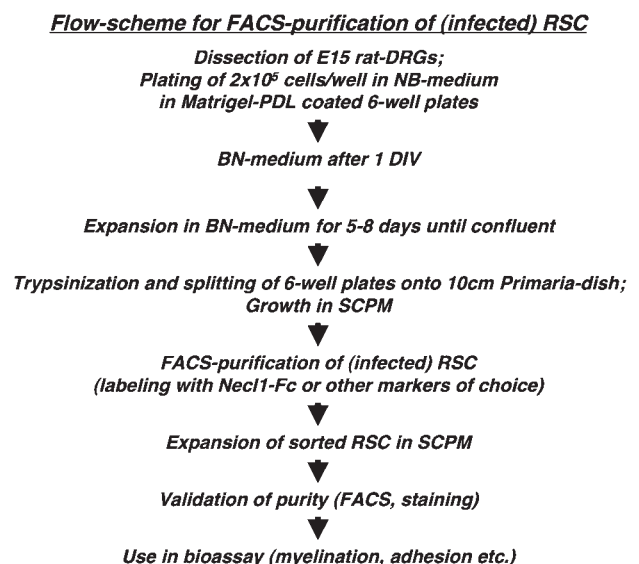 Flow-scheme for FACS-purification of (infected) RSC
Dissection of E15 rat-DRGs;
Plating of 2x10⁵ cells/well in NB-medium
in Matrigel-PDL coated 6-well plates
BN-medium after 1 DIV
Expansion in BN-medium for 5-8 days until confluent
Trypsinization and splitting of 6-well plates onto 10cm Primaria-dish;
Growth in SCPM
FACS-purification of (infected) RSC
(labeling with Necl1-Fc or other markers of choice)
Expansion of sorted RSC in SCPM
Validation of purity (FACS, staining)
Use in bioassay (myelination, adhesion etc.)